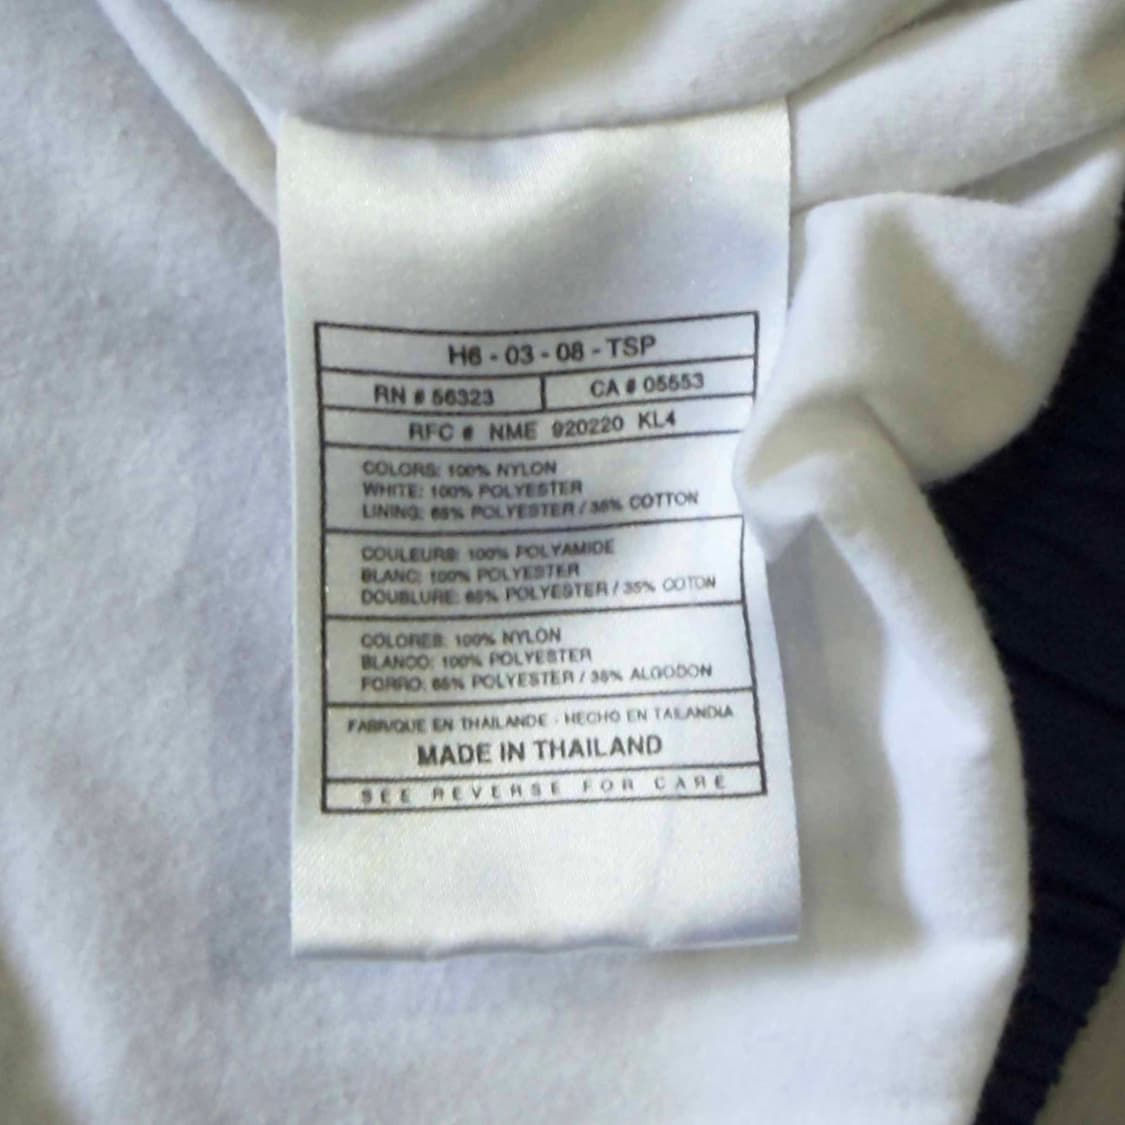 H6 - 03 - 08 - TSP
RN # 56323 CA # 05553
RFC # NME 920220 KL4
COLORS: 100% NYLON
WHITE: 100% POLYESTER
LINING: 65% POLYESTER / 35% COTTON
COULEURS: 100% POLYAMIDE
BLANC: 100% POLYESTER
DOUBLURE: 65% POLYESTER / 35% COTON
COLORES: 100% NYLON
BLANCO: 100% POLYESTER
FORRO: 65% POLYESTER / 35% ALGODON
FABRIQUE EN THAILANDE - HECHO EN TAILANDIA
MADE IN THAILAND
SEE REVERSE FOR CARE